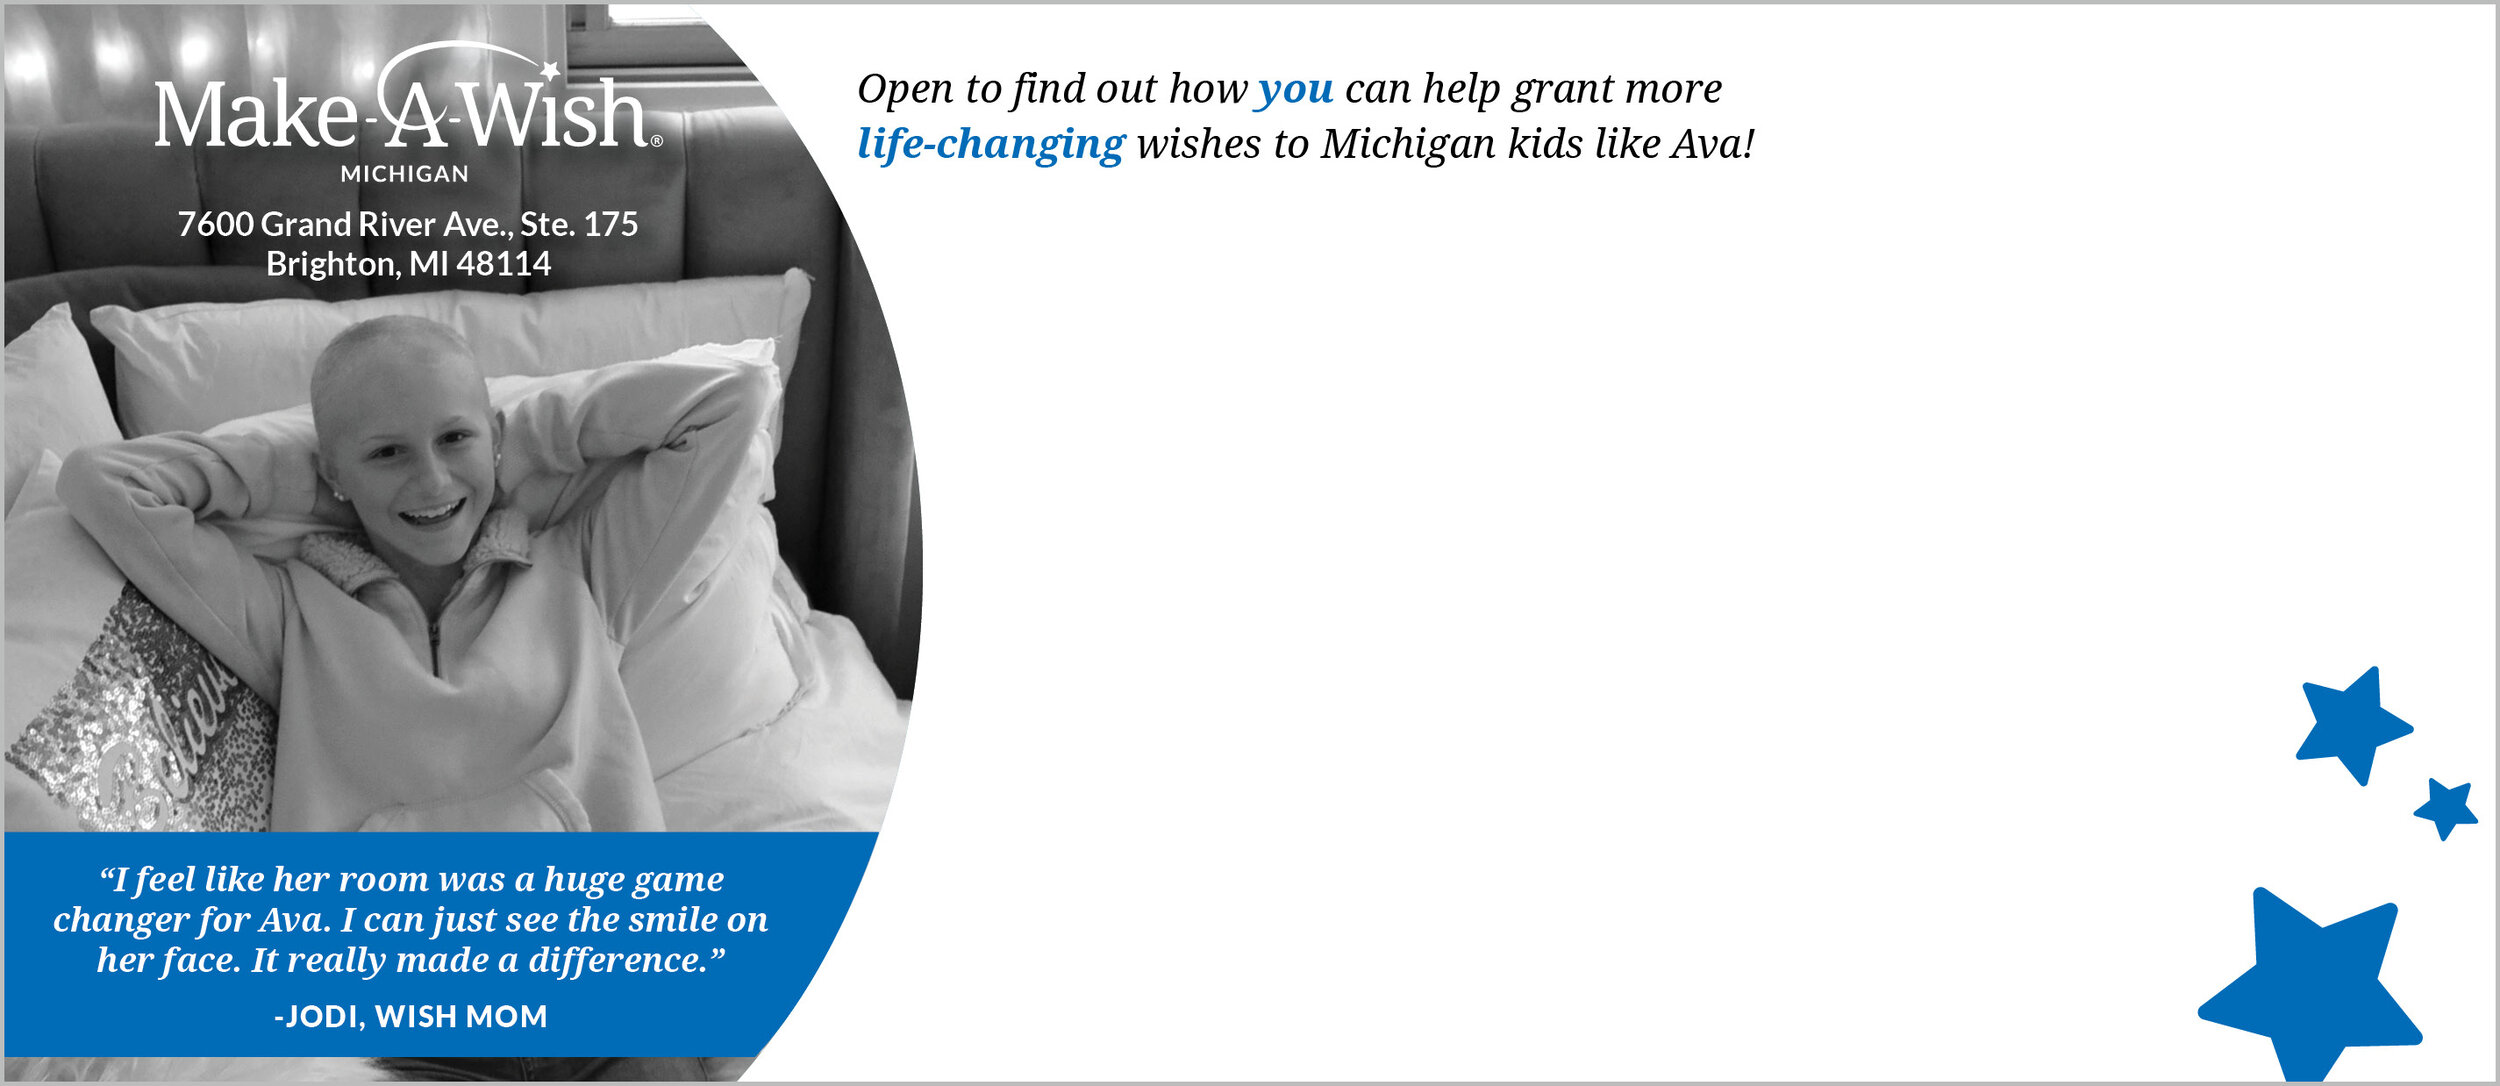 Make-A-Wish®
MICHIGAN
7600 Grand River Ave., Ste. 175
Brighton, MI 48114
Open to find out how you can help grant more
life-changing wishes to Michigan kids like Ava!
Believe
“I feel like her room was a huge game
changer for Ava. I can just see the smile on
her face. It really made a difference.”
-JODI, WISH MOM